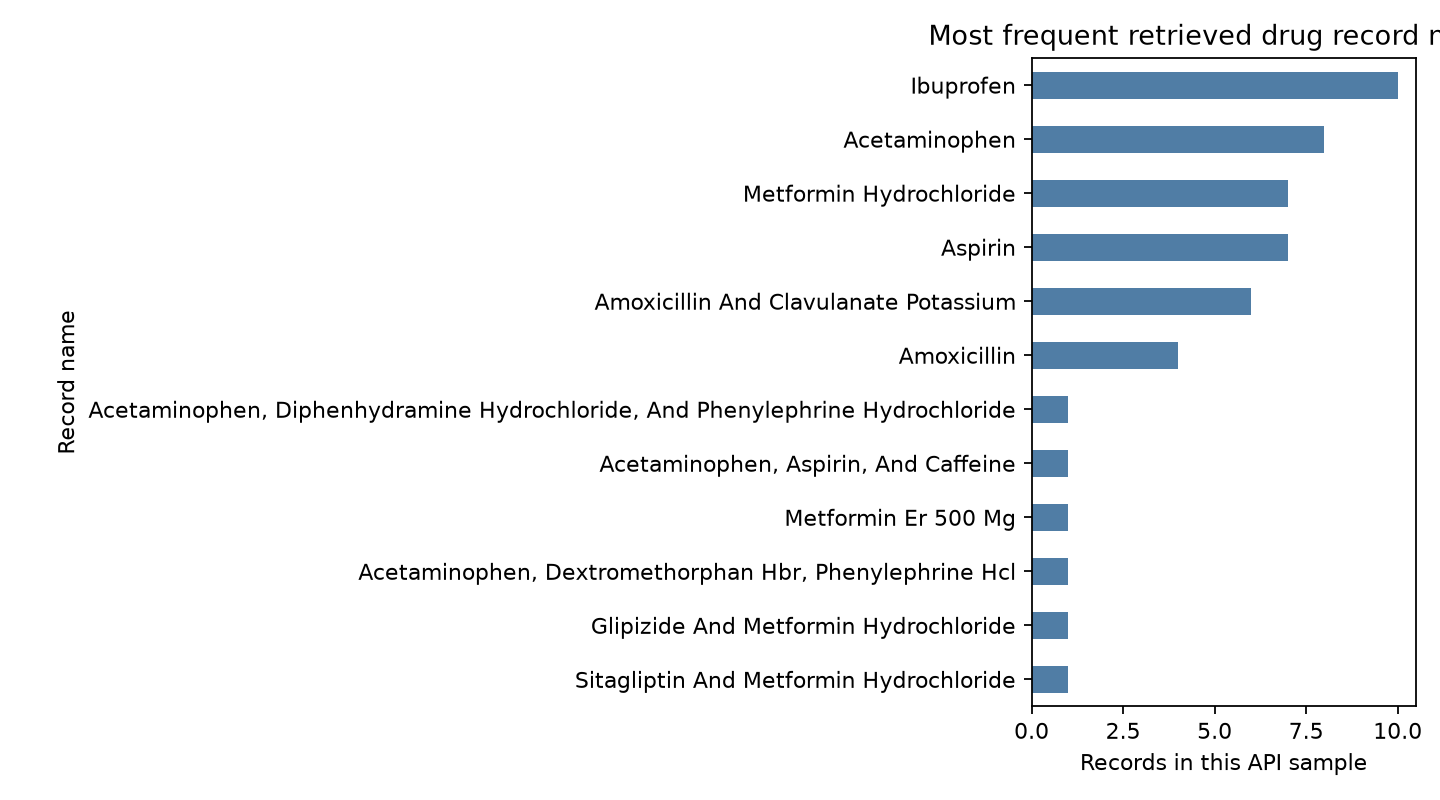 Most frequent retrieved drug record
Ibuprofen
Acetaminophen
Metformin Hydrochloride
Aspirin
Amoxicillin And Clavulanate Potassium
Amoxicillin
Acetaminophen, Diphenhydramine Hydrochloride, And Phenylephrine Hydrochloride
Acetaminophen, Aspirin, And Caffeine
Metformin Er 500 Mg
Acetaminophen, Dextromethorphan Hbr, Phenylephrine Hcl
Glipizide And Metformin Hydrochloride
Sitagliptin And Metformin Hydrochloride
Record name
0.0 2.5 5.0 7.5 10.0
Records in this API sample